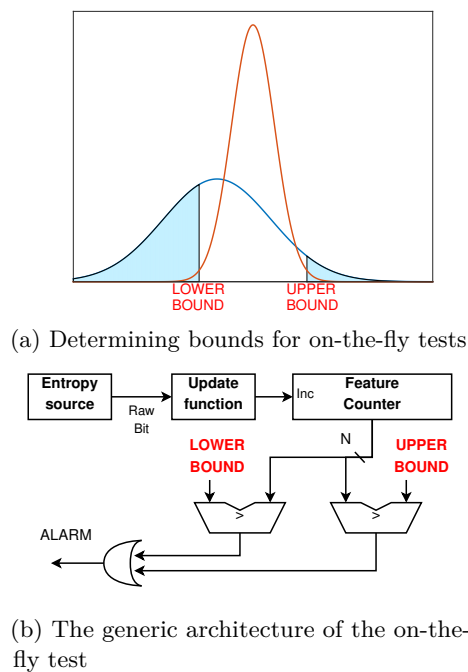 LOWER BOUND
UPPER BOUND
(a) Determining bounds for on-the-fly tests
Entropy source
Raw Bit
Update function
Inc
Feature Counter
N
LOWER BOUND
UPPER BOUND
>
>
ALARM
(b) The generic architecture of the on-the-
fly test